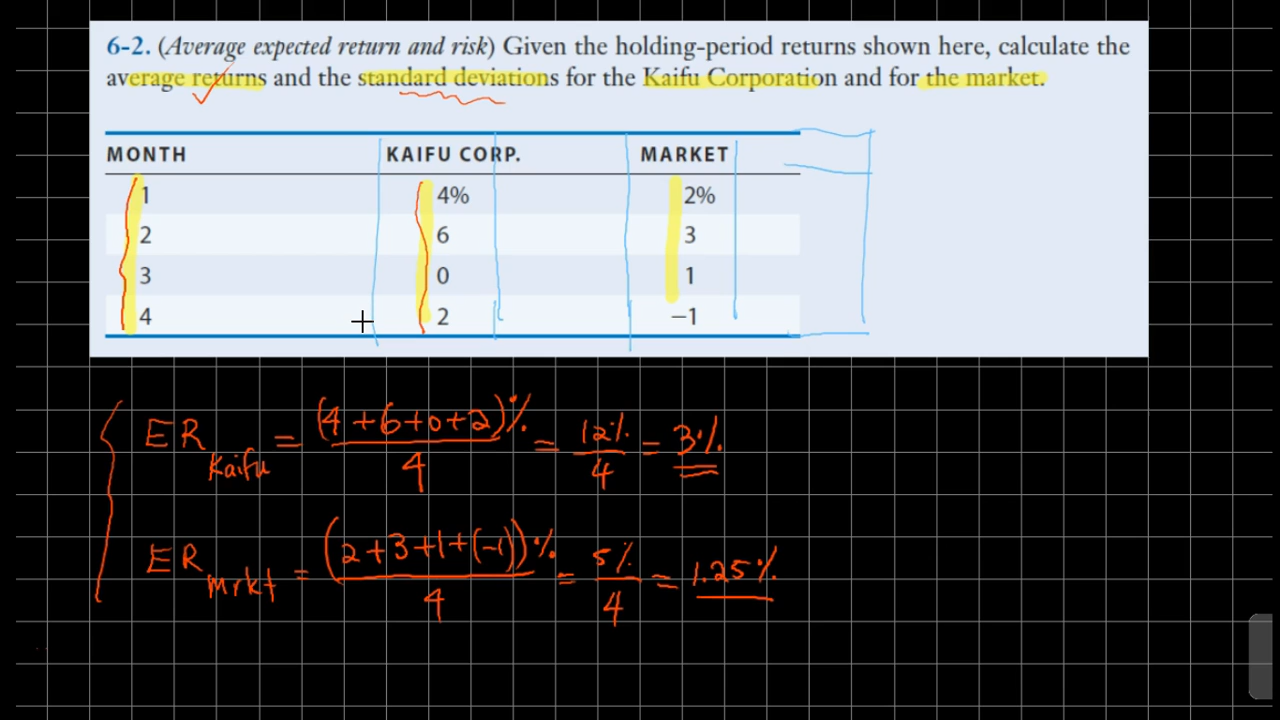 6-2. (Average expected return and risk) Given the holding-period returns shown here, calculate the
average returns and the standard deviations for the Kaifu Corporation and for the market.
MONTH KAIFU CORP. MARKET
1 4% 2%
2 6 3
3 0 1
4 2 −1
ER Kaifu = (4+6+0+2)% / 4 = 12% / 4 = 3%
ER Mrkt = (2+3+1+(-1))% / 4 = 5% / 4 = 1.25%